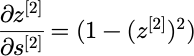 ∂z^[2]/∂s^[2] = (1 − (z^[2])^2)